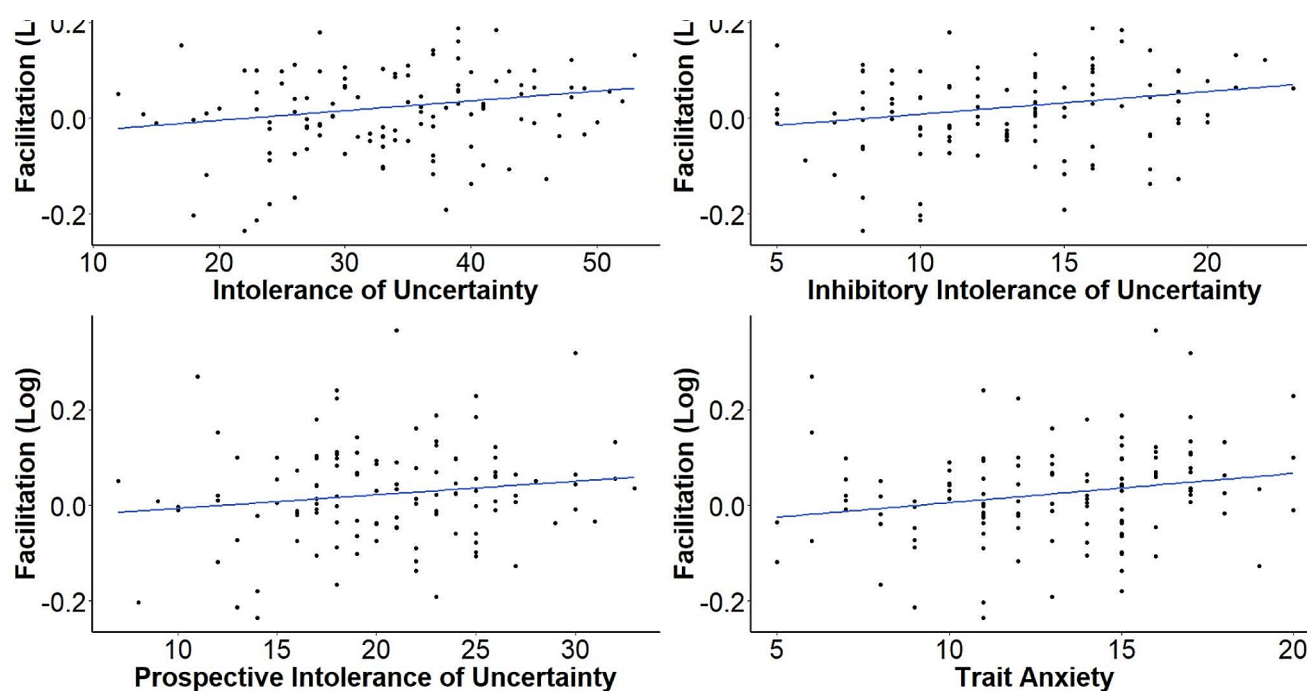 0.2
0.0
-0.2
Facilitation (L
10 20 30 40 50
Intolerance of Uncertainty
0.2
0.0
-0.2
Facilitation (L
5 10 15 20
Inhibitory Intolerance of Uncertainty
0.2
0.0
-0.2
Facilitation (Log)
10 15 20 25 30
Prospective Intolerance of Uncertainty
0.2
0.0
-0.2
Facilitation (Log)
5 10 15 20
Trait Anxiety